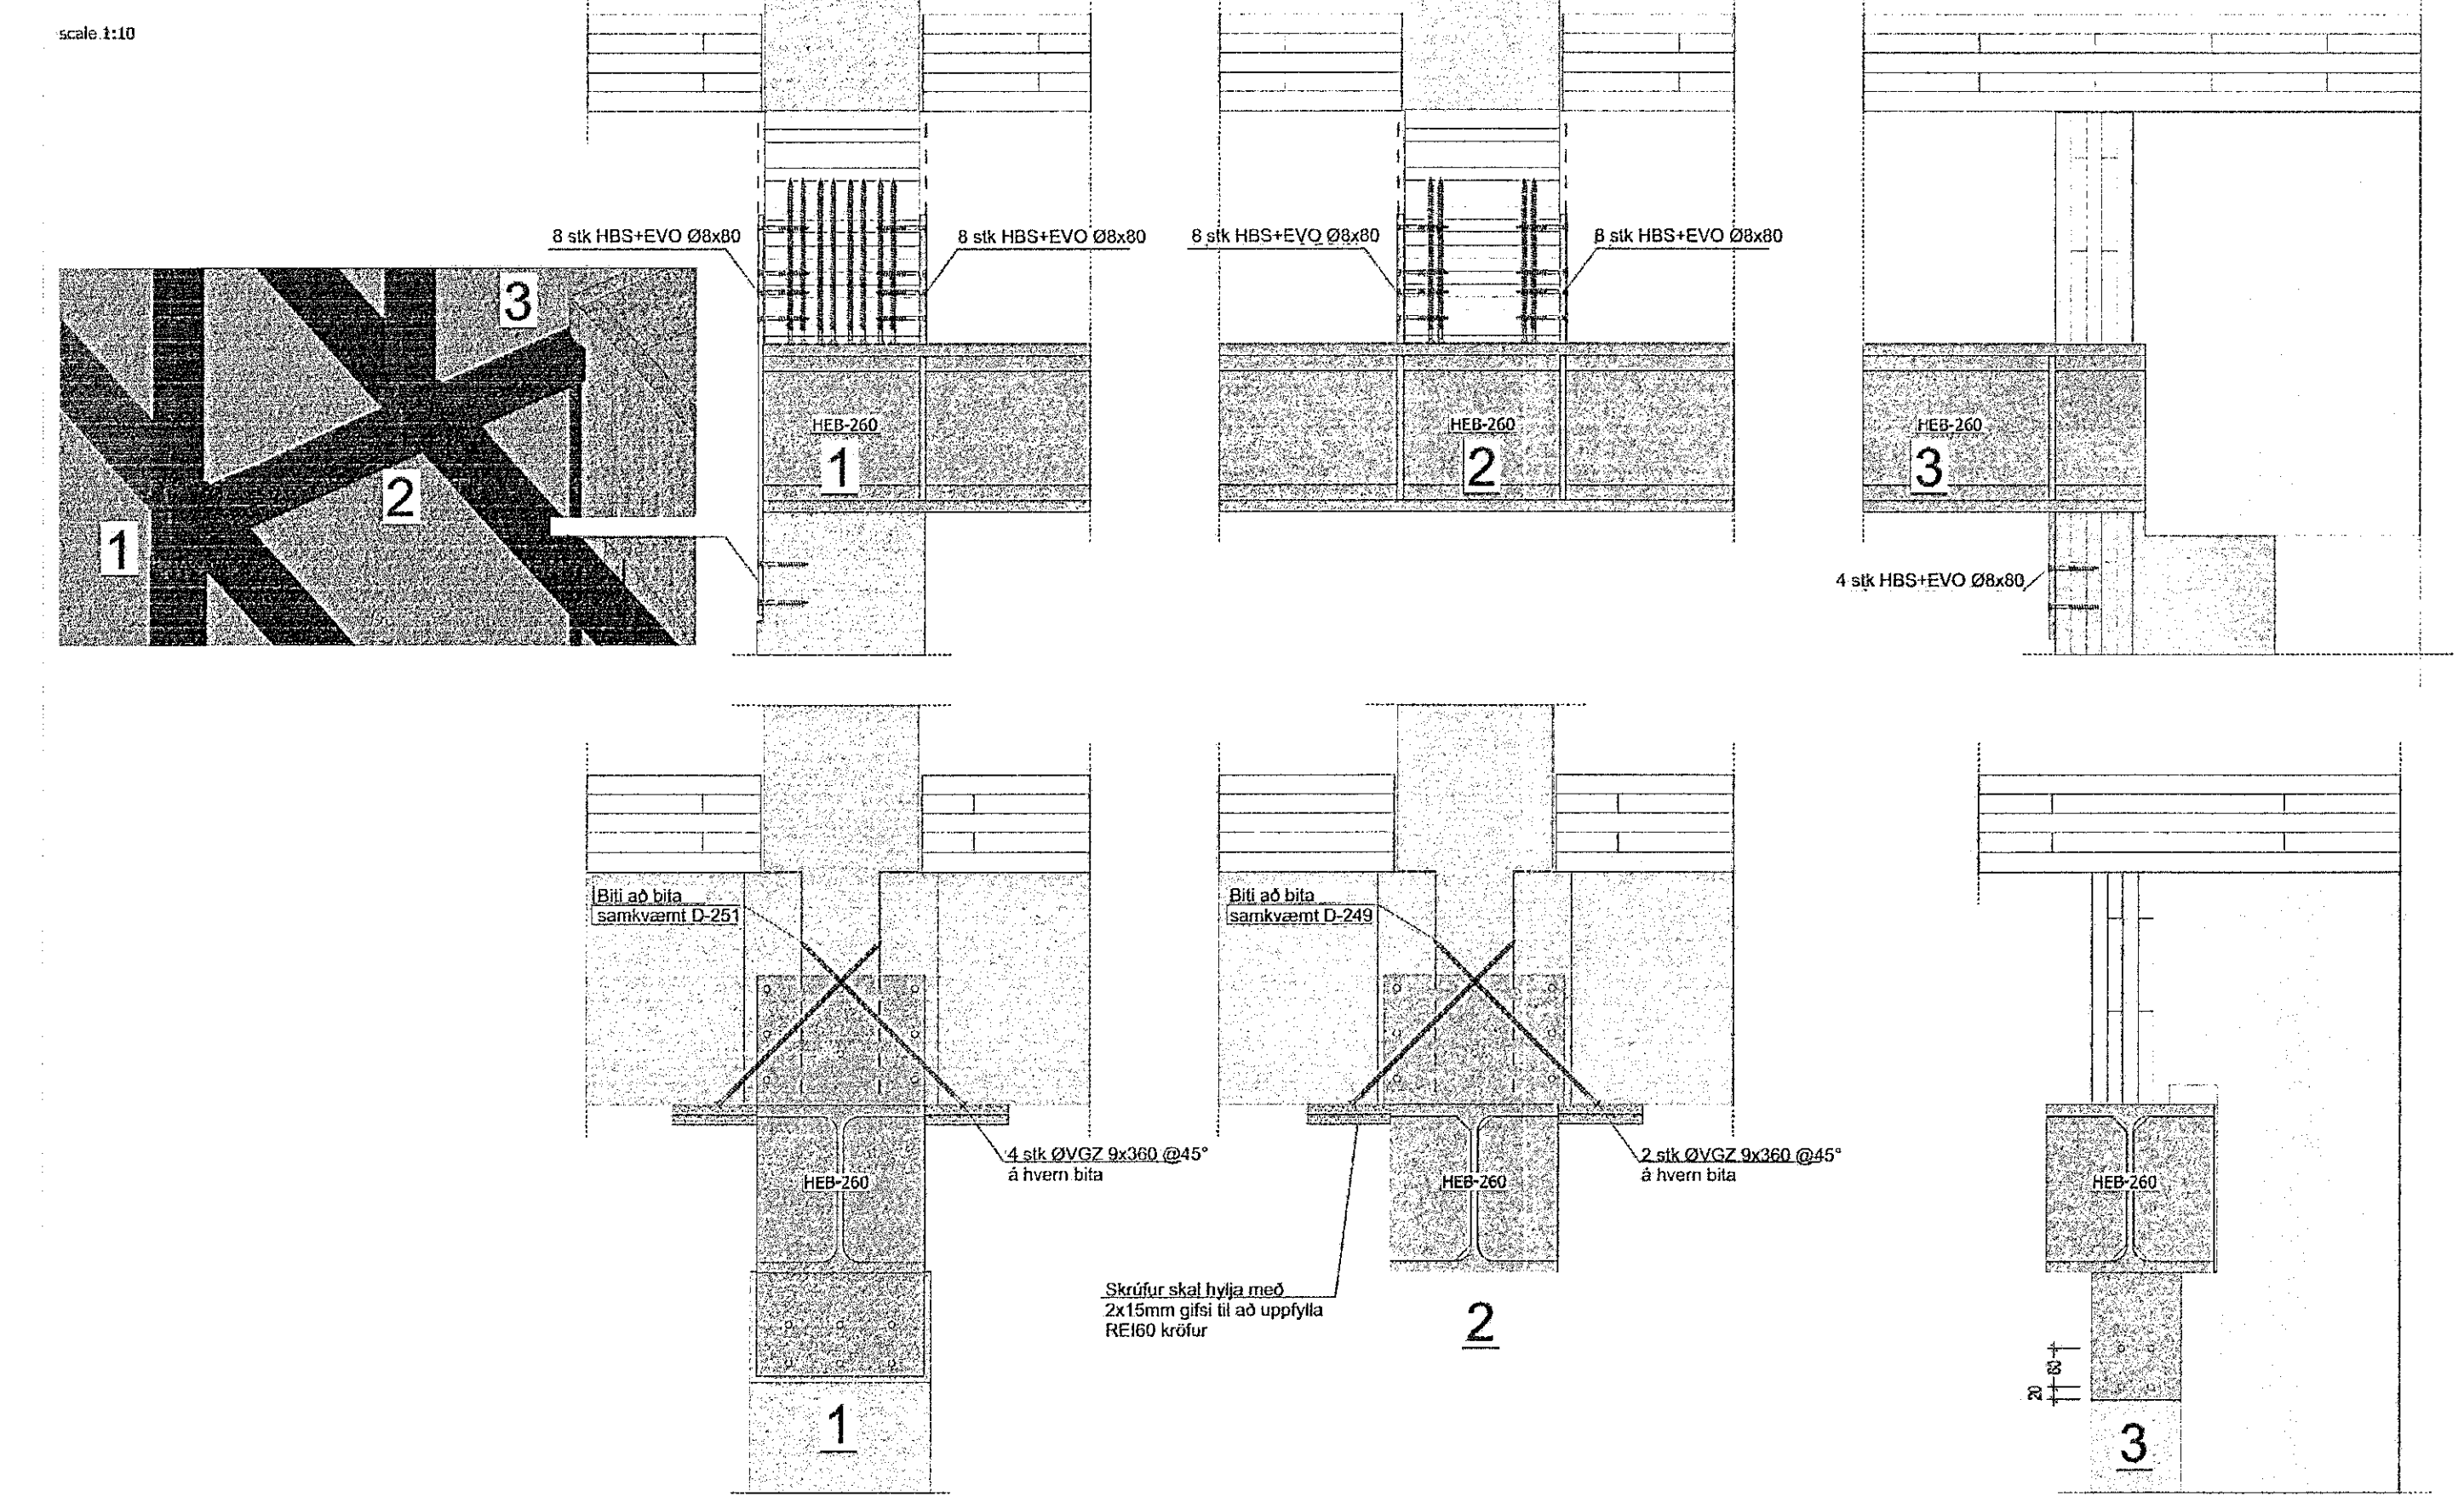 scale 1:10
8 stk HBS+EVO Ø8x80
8 stk HBS+EVO Ø8x80
8 stk HBS+EVO Ø8x80
8 stk HBS+EVO Ø8x80
3
2
1
HEB-260
1
HEB-260
2
HEB-260
3
4 stk HBS+EVO Ø8x80
Biti að bita
samkvæmt D-251
Biti að bita
samkvæmt D-249
4 stk ØVGZ 9x360 @45°
á hvern bita
2 stk ØVGZ 9x360 @45°
á hvern bita
HEB-260
HEB-260
HEB-260
Skrúfur skal hylja með
2x15mm gifsi til að uppfylla
REI60 kröfur
1
2
3
20